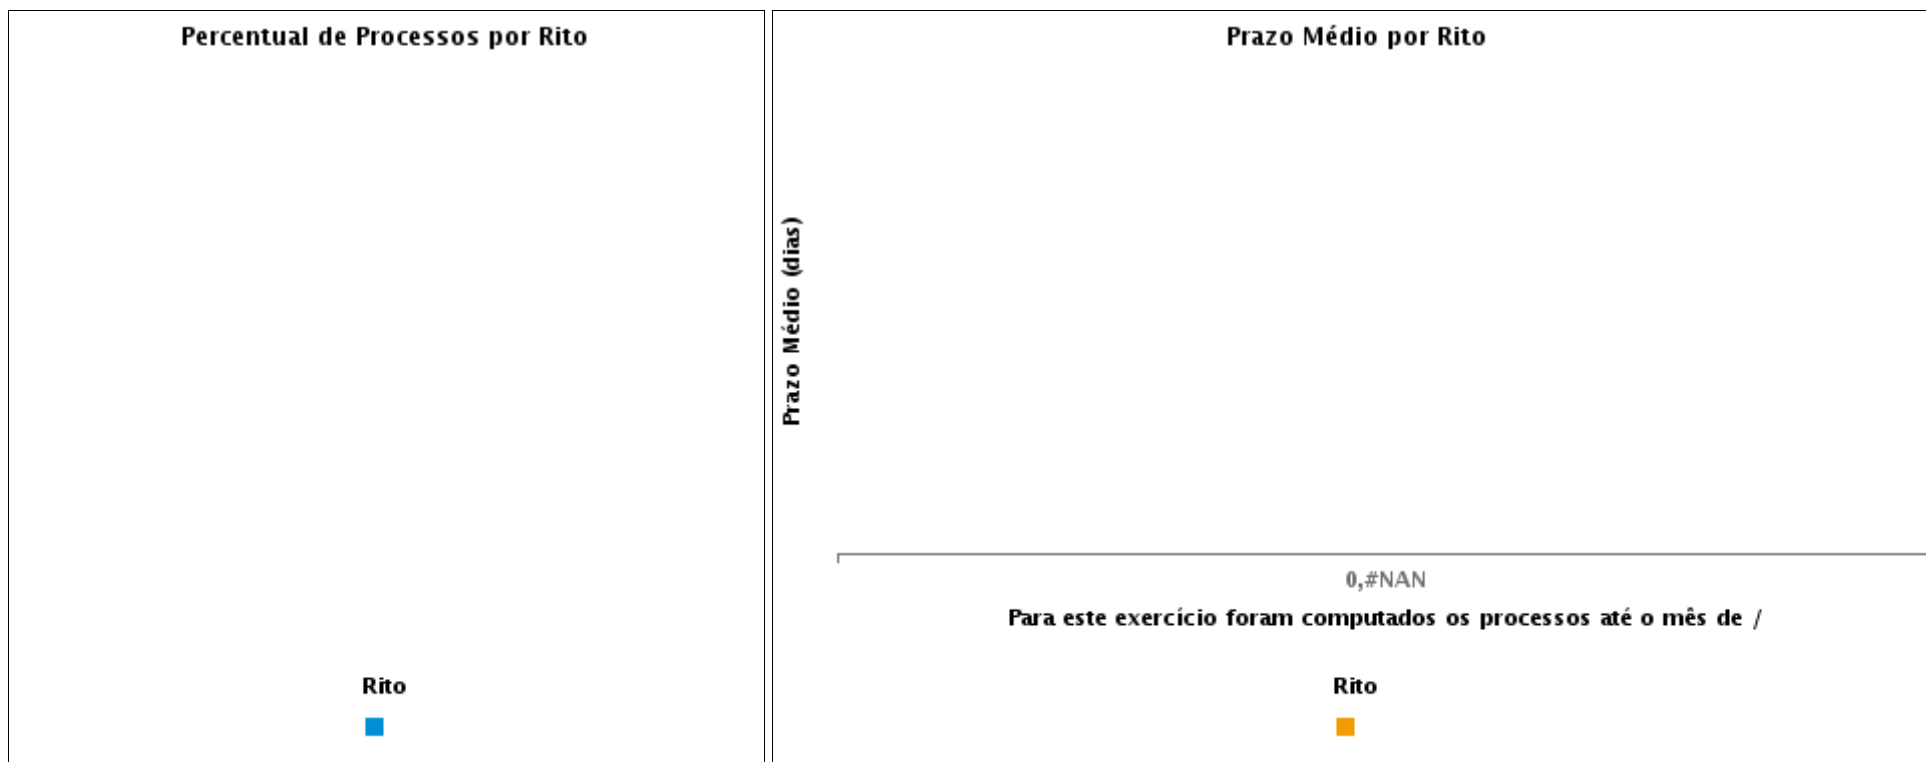 Percentual de Processos por Rito
Rito
Prazo Médio por Rito
Prazo Médio (dias)
0,#NAN
Para este exercício foram computados os processos até o mês de /
Rito